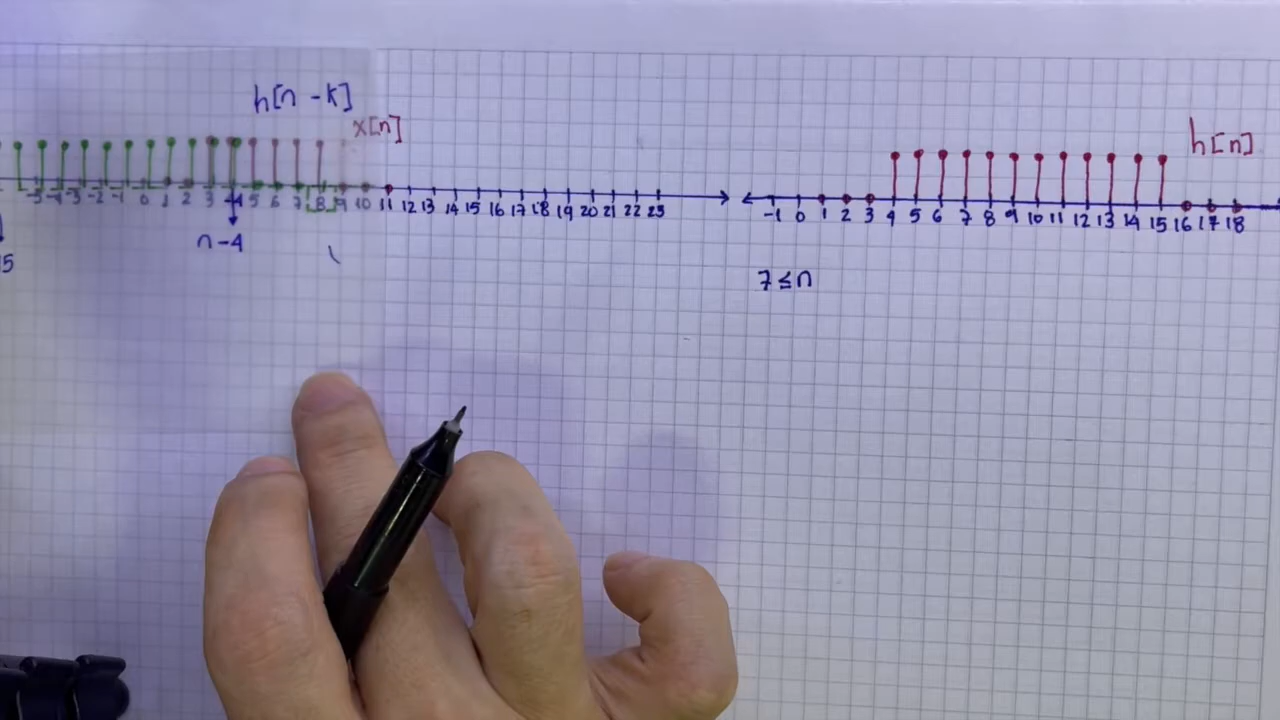 h[n-k]
x[n]
h[n]
-5 -4 -3 -2 -1 0 1 2 3 4 5 6 7 8 9 10 11 12 13 14 15 16 17 18 19 20 21 22 23
-1 0 1 2 3 4 5 6 7 8 9 10 11 12 13 14 15 16 17 18
n-4
7≤n